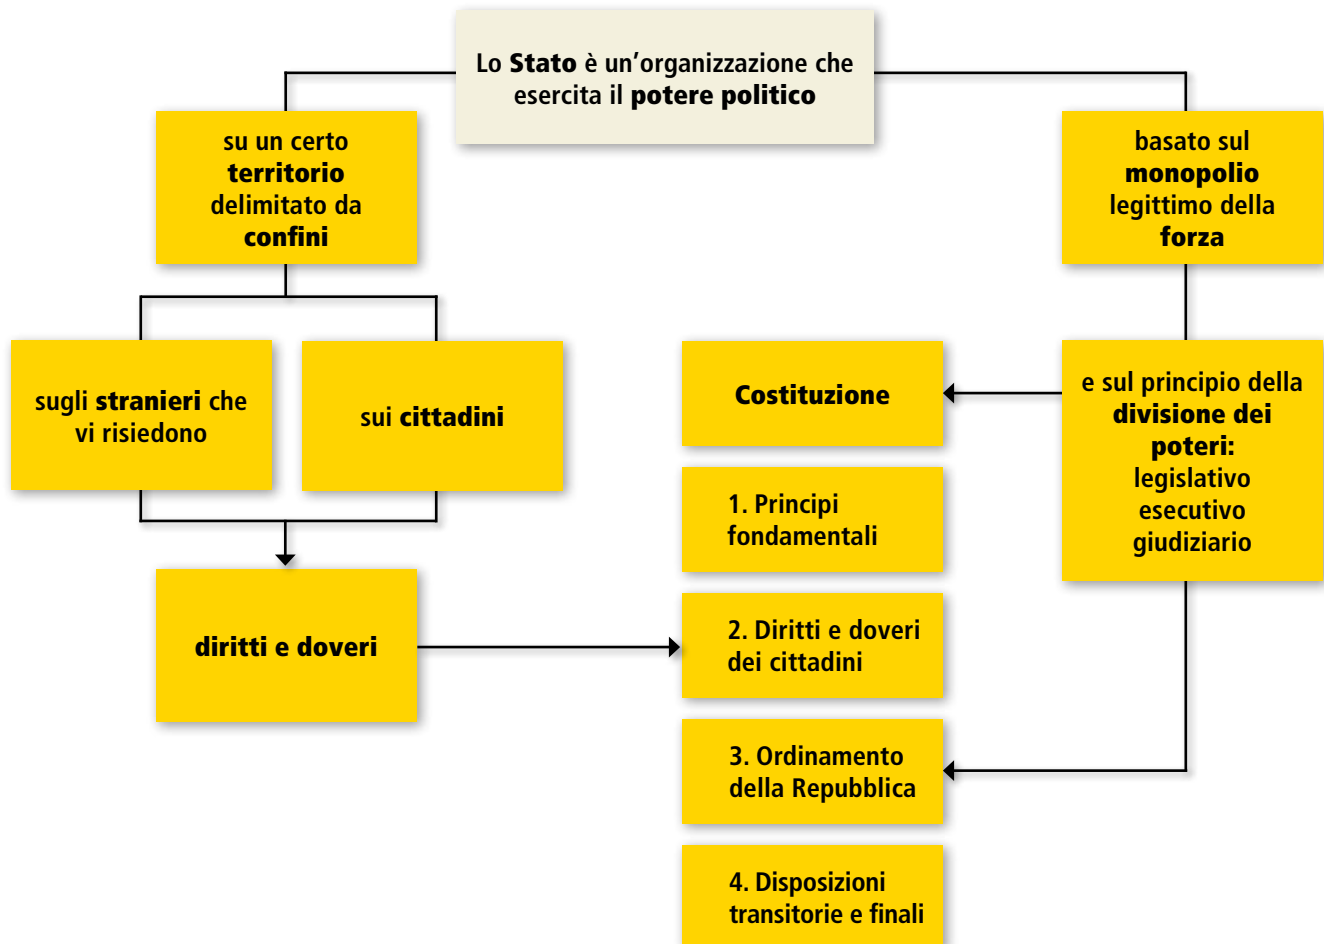 Lo Stato è un'organizzazione che
esercita il potere politico
su un certo
territorio
delimitato da
confini
basato sul
monopolio
legittimo della
forza
sugli stranieri che
vi risiedono
sui cittadini
Costituzione
e sul principio della
divisione dei
poteri:
legislativo
esecutivo
giudiziario
1. Principi
fondamentali
diritti e doveri
2. Diritti e doveri
dei cittadini
3. Ordinamento
della Repubblica
4. Disposizioni
transitorie e finali